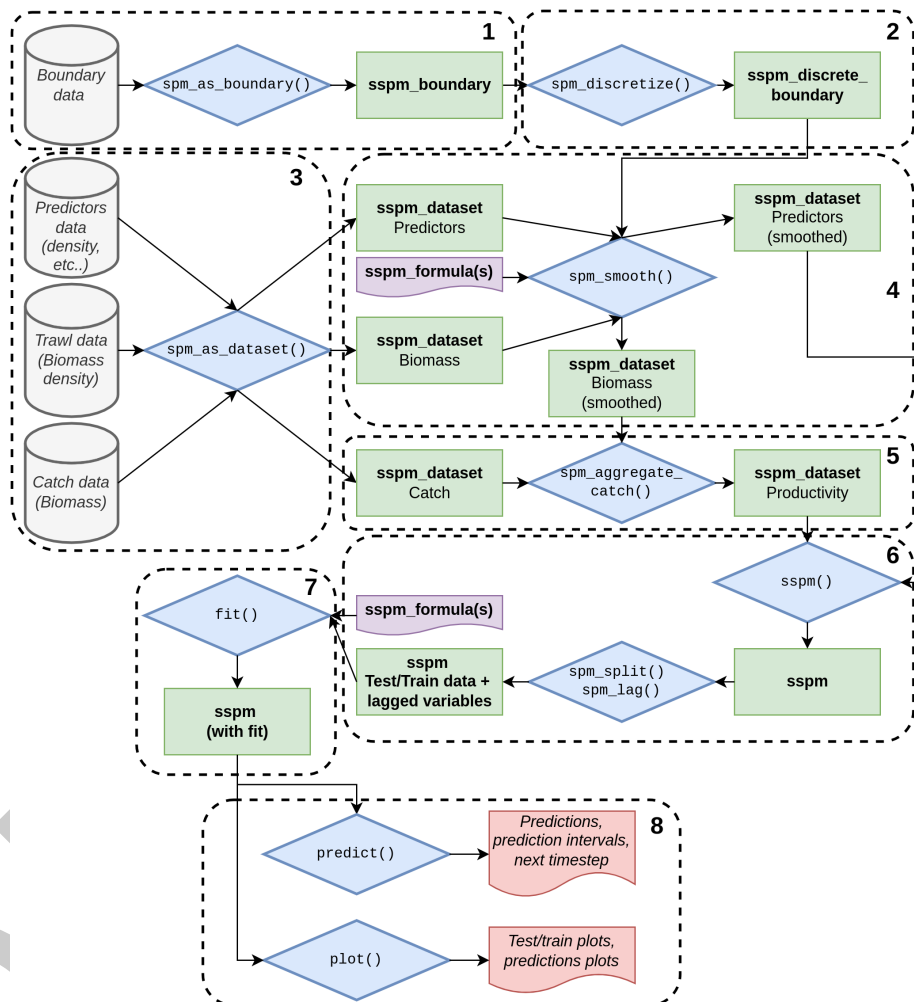 1
Boundary
data
spm_as_boundary()
sspm_boundary
2
spm_discretize()
sspm_discrete_
boundary
3
Predictors
data
(density,
etc..)
Trawl data
(Biomass
density)
Catch data
(Biomass)
spm_as_dataset()
4
sspm_dataset
Predictors
sspm_formula(s)
sspm_dataset
Biomass
spm_smooth()
sspm_dataset
Predictors
(smoothed)
sspm_dataset
Biomass
(smoothed)
5
sspm_dataset
Catch
spm_aggregate_
catch()
sspm_dataset
Productivity
6
sspm()
sspm
spm_split()
spm_lag()
sspm_formula(s)
sspm
Test/Train data +
lagged variables
7
fit()
sspm
(with fit)
8
predict()
Predictions,
prediction intervals,
next timestep
plot()
Test/train plots,
predictions plots